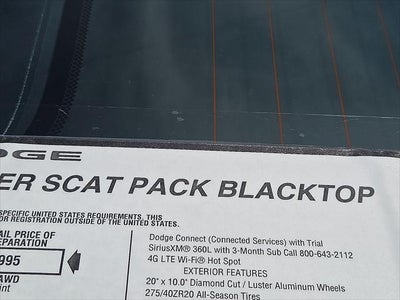 DGE
ER SCAT PACK BLACKTOP
SPECIFIC UNITED STATES REQUIREMENTS, THIS
OR REGISTRATION OUTSIDE OF THE UNITED STATES.
AIL PRICE OF
EPARATION
995
AWD
int
Dodge Connect (Connected Services) with Trial
SiriusXM® 360L with 3-Month Sub Call 800-643-2112
4G LTE Wi-Fi® Hot Spot
EXTERIOR FEATURES
20" x 10.0" Diamond Cut / Luster Aluminum Wheels
275/40ZR20 All-Season Tires